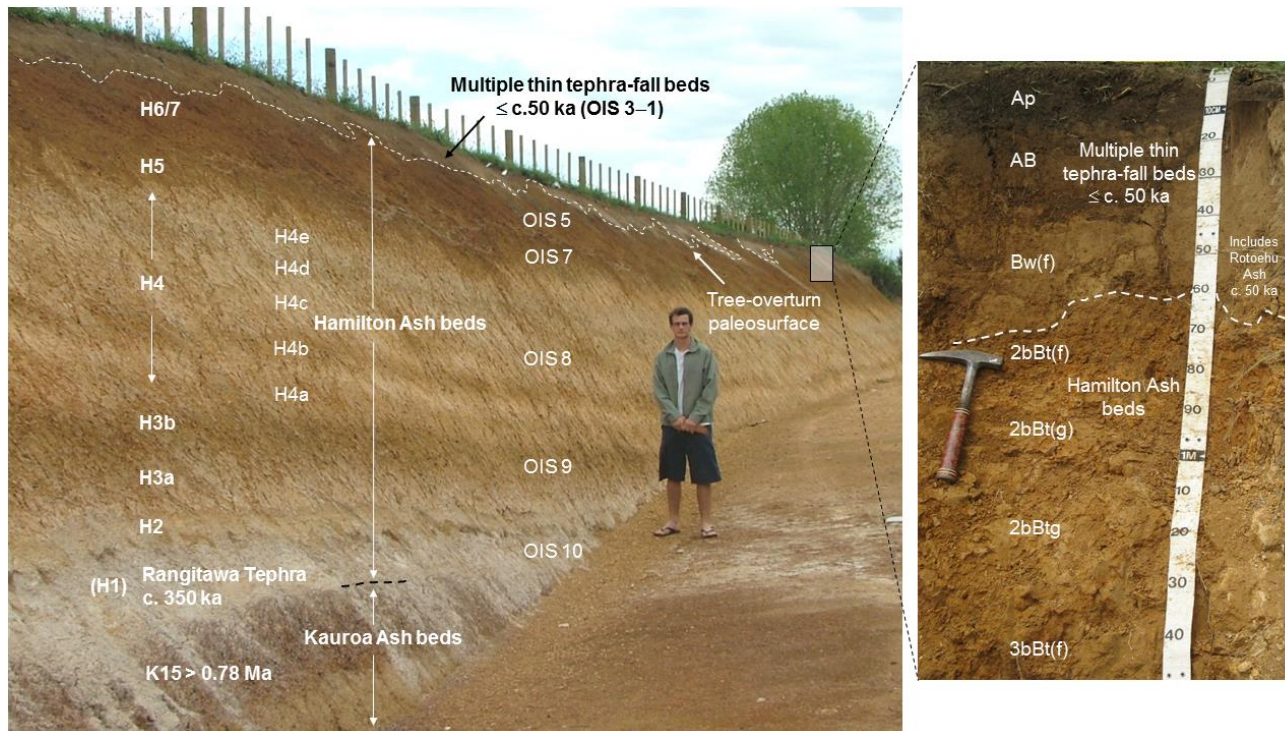 Multiple thin tephra-fall beds
≤ c.50 ka (OIS 3–1)
H6/7
H5
H4
H3b
H3a
H2
(H1)
Rangitawa Tephra
c. 350 ka
K15 > 0.78 Ma
H4e
H4d
H4c
H4b
H4a
Hamilton Ash beds
Kauroa Ash beds
OIS 5
OIS 7
OIS 8
OIS 9
OIS 10
Tree-overturn
paleosurface
Ap
AB
Multiple thin
tephra-fall beds
≤ c. 50 ka
Bw(f)
Includes
Rotoehu
Ash
c. 50 ka
2bBt(f)
Hamilton Ash
beds
2bBt(g)
2bBtg
3bBt(f)
10CM
20
30
40
50
60
70
80
90
1M
10
20
30
40